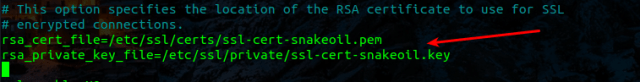 # This option specifies the location of the RSA certificate to use for SSL
# encrypted connections.
rsa_cert_file=/etc/ssl/certs/ssl-cert-snakeoil.pem
rsa_private_key_file=/etc/ssl/private/ssl-cert-snakeoil.key